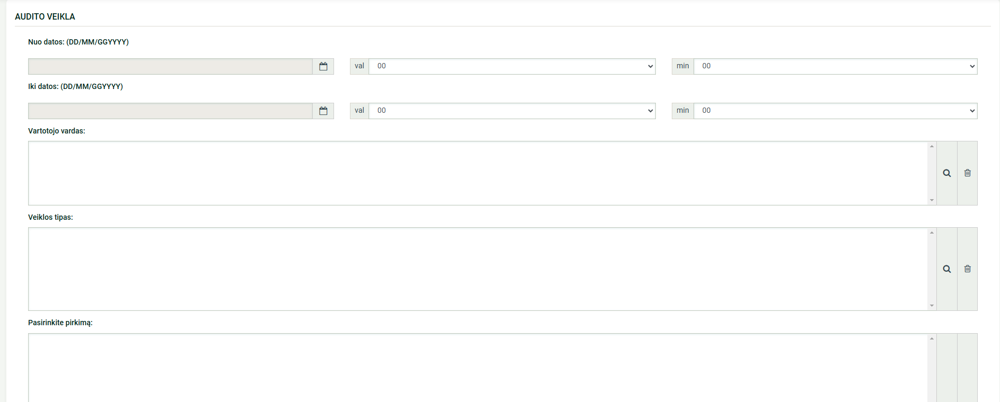 AUDITO VEIKLA
Nuo datos: (DD/MM/GGYYYY)
val 00 min 00
Iki datos: (DD/MM/GGYYYY)
val 00 min 00
Vartotojo vardas:
Veiklos tipas:
Pasirinkite pirkimą: